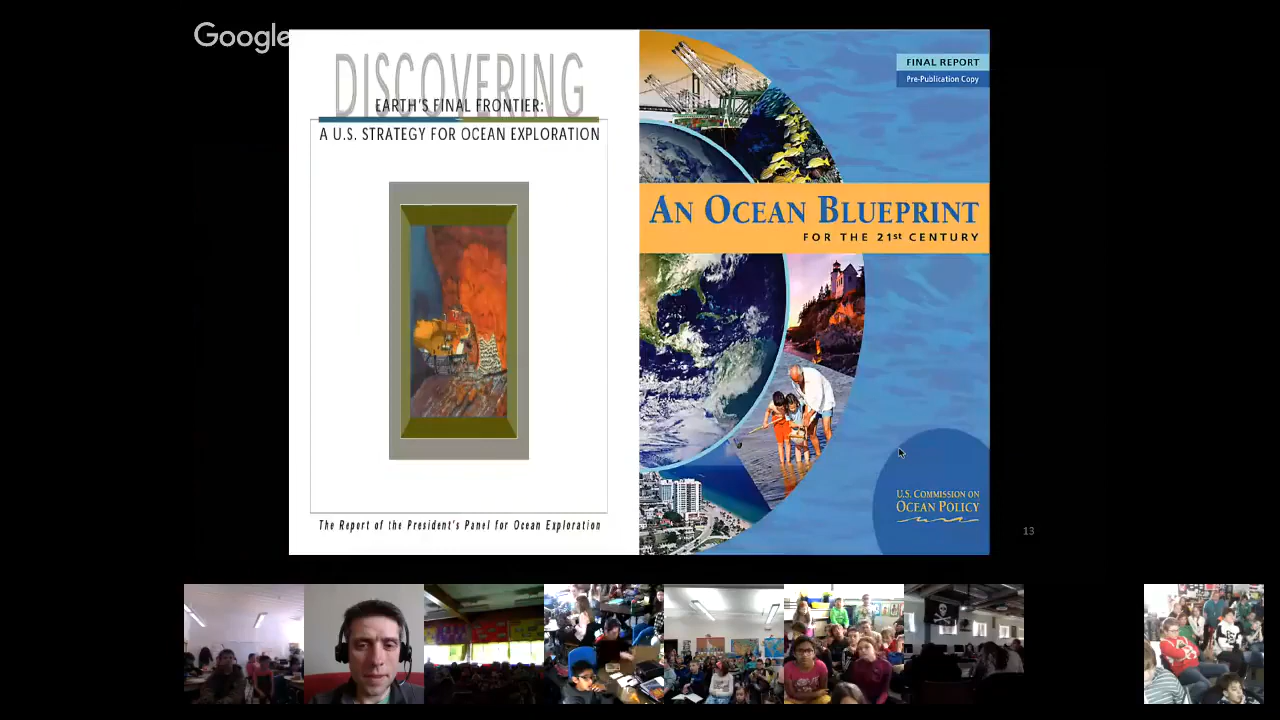 Google
DISCOVERING
EARTH'S FINAL FRONTIER:
A U.S. STRATEGY FOR OCEAN EXPLORATION
The Report of the President's Panel for Ocean Exploration
FINAL REPORT
Pre-Publication Copy
AN OCEAN BLUEPRINT
FOR THE 21st CENTURY
U.S. COMMISSION ON
OCEAN POLICY
13